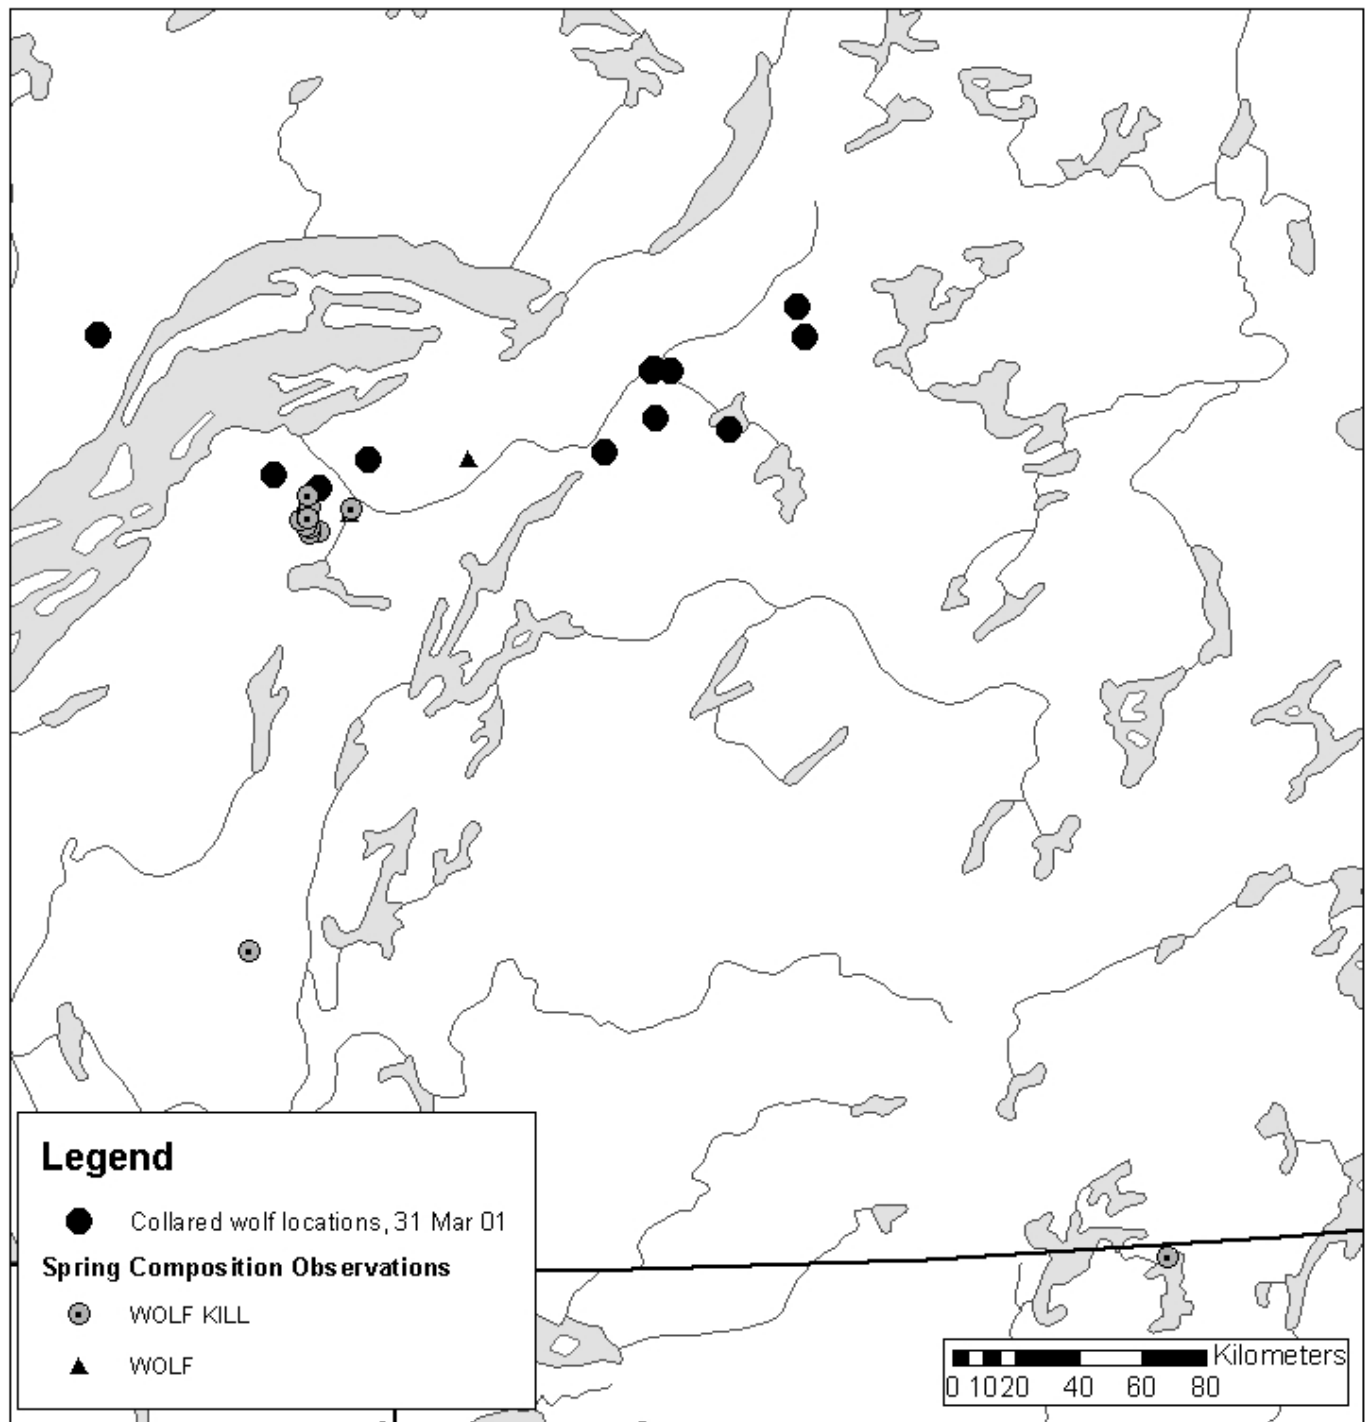 Legend
Collared wolf locations, 31 Mar 01
Spring Composition Observations
WOLF KILL
WOLF
Kilometers
0 10 20 40 60 80